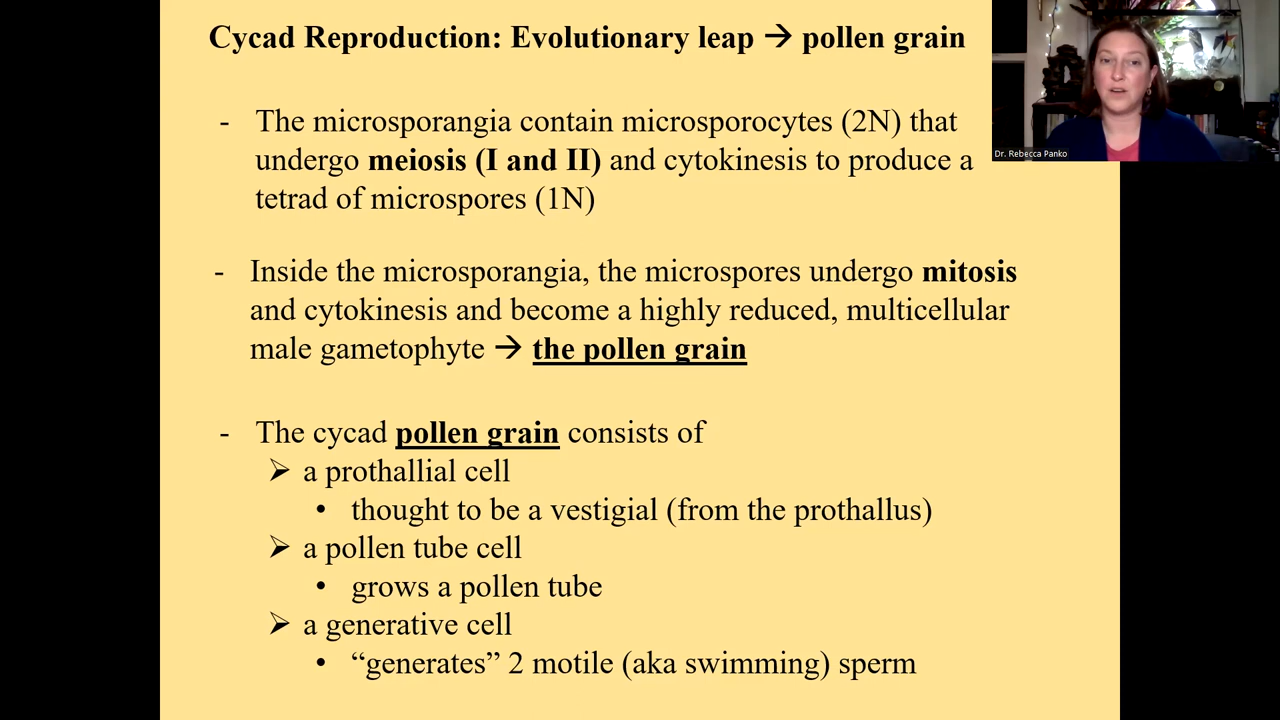 Cycad Reproduction: Evolutionary leap → pollen grain
- The microsporangia contain microsporocytes (2N) that
undergo meiosis (I and II) and cytokinesis to produce a
tetrad of microspores (1N)
Dr. Rebecca Panko
- Inside the microsporangia, the microspores undergo mitosis
and cytokinesis and become a highly reduced, multicellular
male gametophyte → the pollen grain
- The cycad pollen grain consists of
➢ a prothallial cell
• thought to be a vestigial (from the prothallus)
➢ a pollen tube cell
• grows a pollen tube
➢ a generative cell
• “generates” 2 motile (aka swimming) sperm